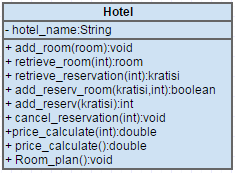 Hotel
- hotel_name:String
+ add_room(room):void
+ retrieve_room(int):room
+ retrieve_reservation(int):kratisi
+ add_reserv_room(kratisi,int):boolean
+ add_reserv(kratisi):int
+ cancel_reservation(int):void
+price_calculate(int):double
+ price_calculate():double
+ Room_plan():void